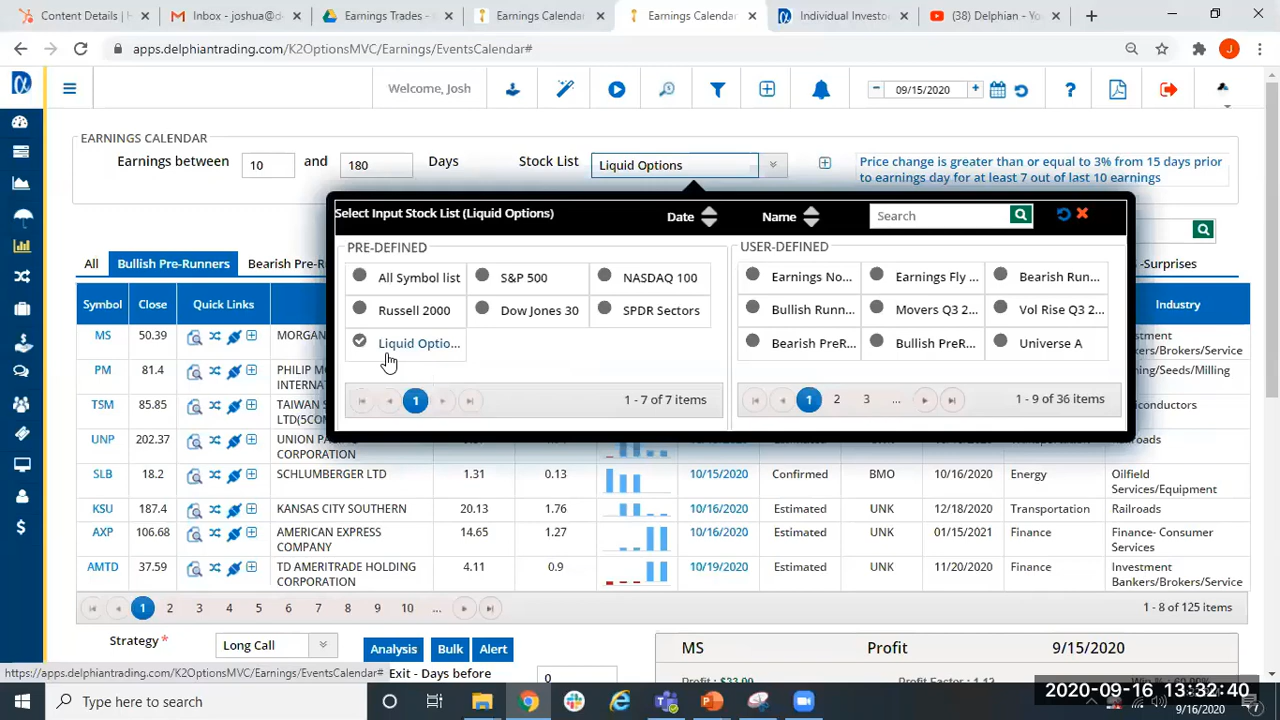 Content Details | H
Inbox - joshua@d
Earnings Trades -
Earnings Calenda
Earnings Calenda
Individual Investor
(38) Delphian - Yo
apps.delphiantrading.com/K2OptionsMVC/Earnings/EventsCalendar#
J
Welcome, Josh
09/15/2020
EARNINGS CALENDAR
Earnings between 10 and 180 Days
Stock List Liquid Options
Price change is greater than or equal to 3% from 15 days prior
to earnings day for at least 7 out of last 10 earnings
Select Input Stock List (Liquid Options)
Date
Name
Search
PRE-DEFINED
All Symbol list
S&P 500
NASDAQ 100
Russell 2000
Dow Jones 30
SPDR Sectors
Liquid Optio...
1
1 - 7 of 7 items
USER-DEFINED
Earnings No...
Earnings Fly ...
Bearish Run...
Bullish Runn...
Movers Q3 2...
Vol Rise Q3 2...
Bearish PreR...
Bullish PreR...
Universe A
1 2 3 ...
1 - 9 of 36 items
All
Bullish Pre-Runners
Bearish Pre-R
-Surprises
Symbol Close Quick Links Industry
MS 50.39 MORGAN
Investment
Bankers/Brokers/Service
PM 81.4 PHILIP MO
INTERNATI
ing/Seeds/Milling
TSM 85.85 TAIWAN S
LTD(5COM
iconductors
UNP 202.37 UNION PA
CORPORATION
Railroads
SLB 18.2 SCHLUMBERGER LTD 1.31 0.13 10/15/2020 Confirmed BMO 10/16/2020 Energy Oilfield
Services/Equipment
KSU 187.4 KANSAS CITY SOUTHERN 20.13 1.76 10/16/2020 Estimated UNK 12/18/2020 Transportation Railroads
AXP 106.68 AMERICAN EXPRESS
COMPANY
14.65 1.27 10/16/2020 Estimated UNK 01/15/2021 Finance Finance- Consumer
Services
AMTD 37.59 TD AMERITRADE HOLDING
CORPORATION
4.11 0.9 10/19/2020 Estimated UNK 11/20/2020 Finance Investment
Bankers/Brokers/Service
1 2 3 4 5 6 7 8 9 10 ...
1 - 8 of 125 items
Strategy * Long Call
Analysis Bulk Alert
MS Profit 9/15/2020
https://apps.delphiantrading.com/K2OptionsMVC/Earnings/EventsCalendar#
Exit - Days before 0
Type here to search
2020-09-16 13:32:40
9/16/2020